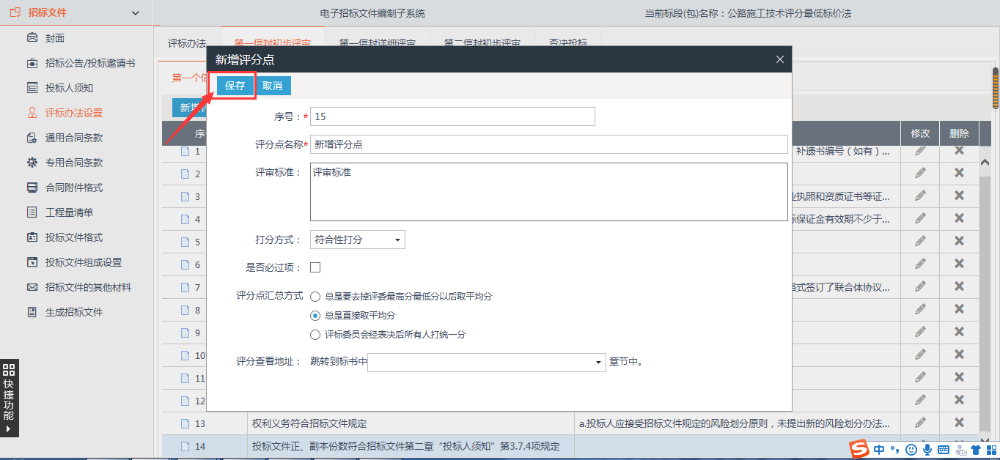 招标文件
电子招标文件编制子系统
当前标段(包)名称：公路施工技术评分最低标价法
封面
招标公告/投标邀请书
投标人须知
评标办法设置
通用合同条款
专用合同条款
合同附件格式
工程量清单
投标文件格式
投标文件组成设置
招标文件的其他材料
生成招标文件
快捷功能
评标办法
第一信封初步评审
第一信封详细评审
第二信封初步评审
否决投标
第一个信
新增评分点
保存
取消
序号：* 15
评分点名称* 新增评分点
评审标准： 评审标准
打分方式： 符合性打分
是否必过项：
评分点汇总方式
总是要去掉评委最高分最低分以后取平均分
总是直接取平均分
评标委员会经表决后所有人打统一分
评分查看地址： 跳转到标书中 章节中。
新增
修改 删除
1 补遗书编号（如有）...
2
3 执照和资质证书等证...
4 保证金有效期不少于...
5
6
7 式签订了联合体协议...
8
9
10
11
12
13 权利义务符合招标文件规定 a.投标人应接受招标文件规定的风险划分原则，未提出新的风险划分办法...
14 投标文件正、副本份数符合招标文件第二章“投标人须知”第3.7.4项规定
中